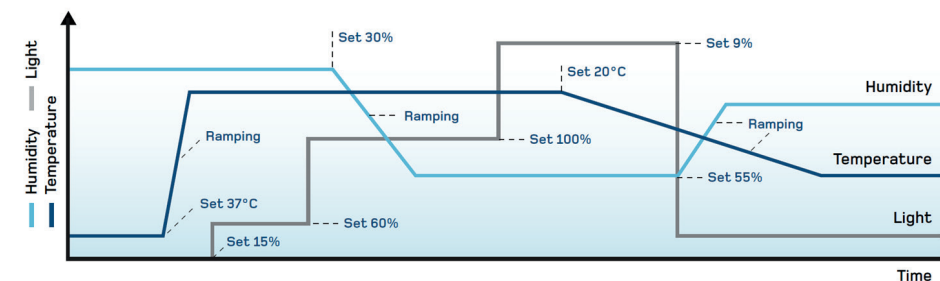 Light
Humidity
Temperature
Set 30%
Set 9%
Set 20°C
Humidity
Ramping
Ramping
Ramping
Set 100%
Temperature
Set 55%
Set 37°C
Light
Set 60%
Set 15%
Time